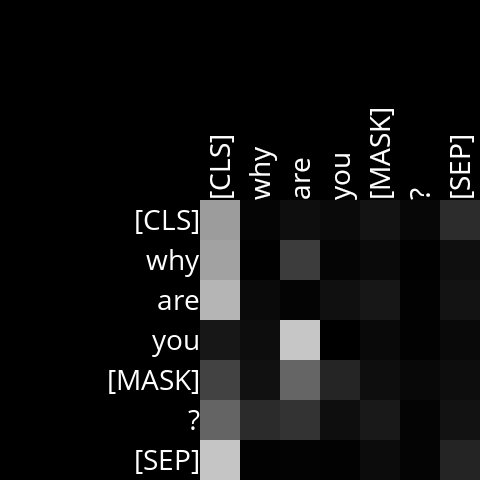 [CLS] why are you [MASK] ? [SEP]
[CLS]
why
are
you
[MASK]
?
[SEP]